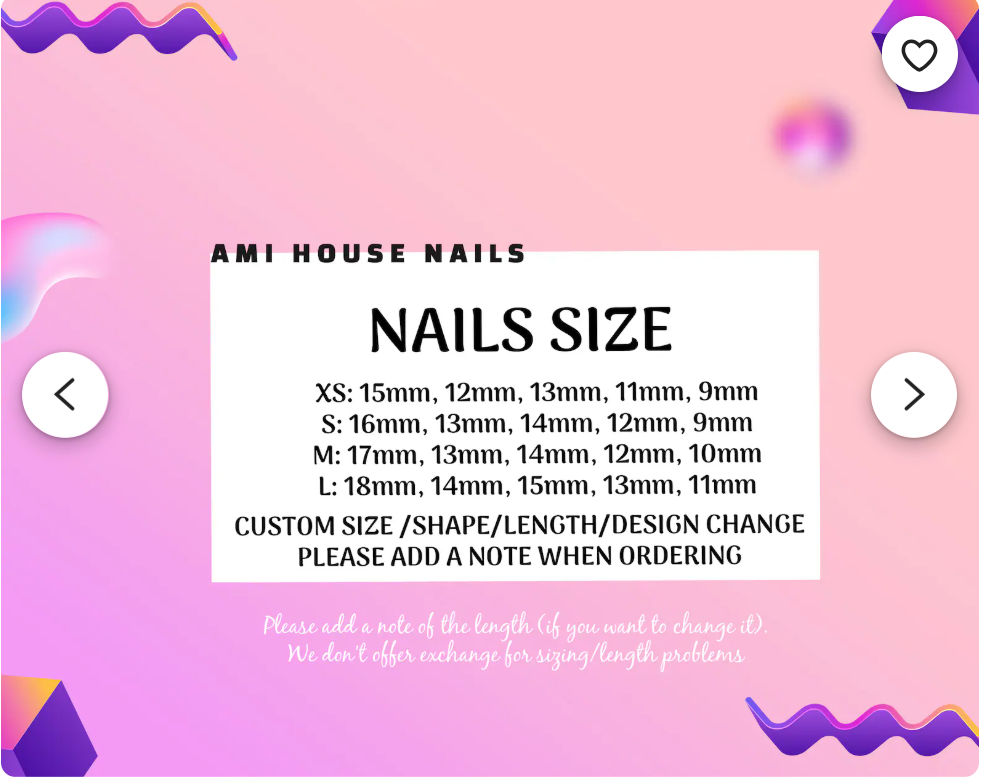 AMI HOUSE NAILS
NAILS SIZE
XS: 15mm, 12mm, 13mm, 11mm, 9mm
S: 16mm, 13mm, 14mm, 12mm, 9mm
M: 17mm, 13mm, 14mm, 12mm, 10mm
L: 18mm, 14mm, 15mm, 13mm, 11mm
CUSTOM SIZE /SHAPE/LENGTH/DESIGN CHANGE
PLEASE ADD A NOTE WHEN ORDERING
Please add a note of the length (if you want to change it).
We don't offer exchange for sizing/length problems